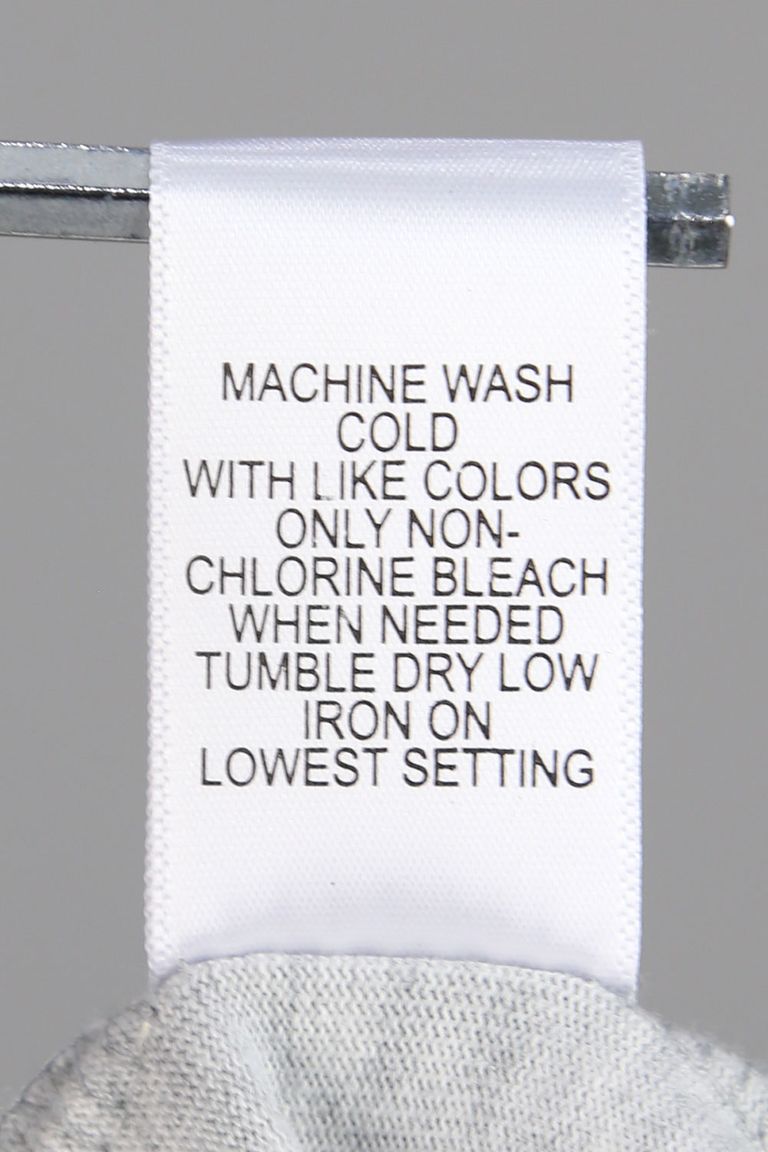 MACHINE WASH
COLD
WITH LIKE COLORS
ONLY NON-
CHLORINE BLEACH
WHEN NEEDED
TUMBLE DRY LOW
IRON ON
LOWEST SETTING